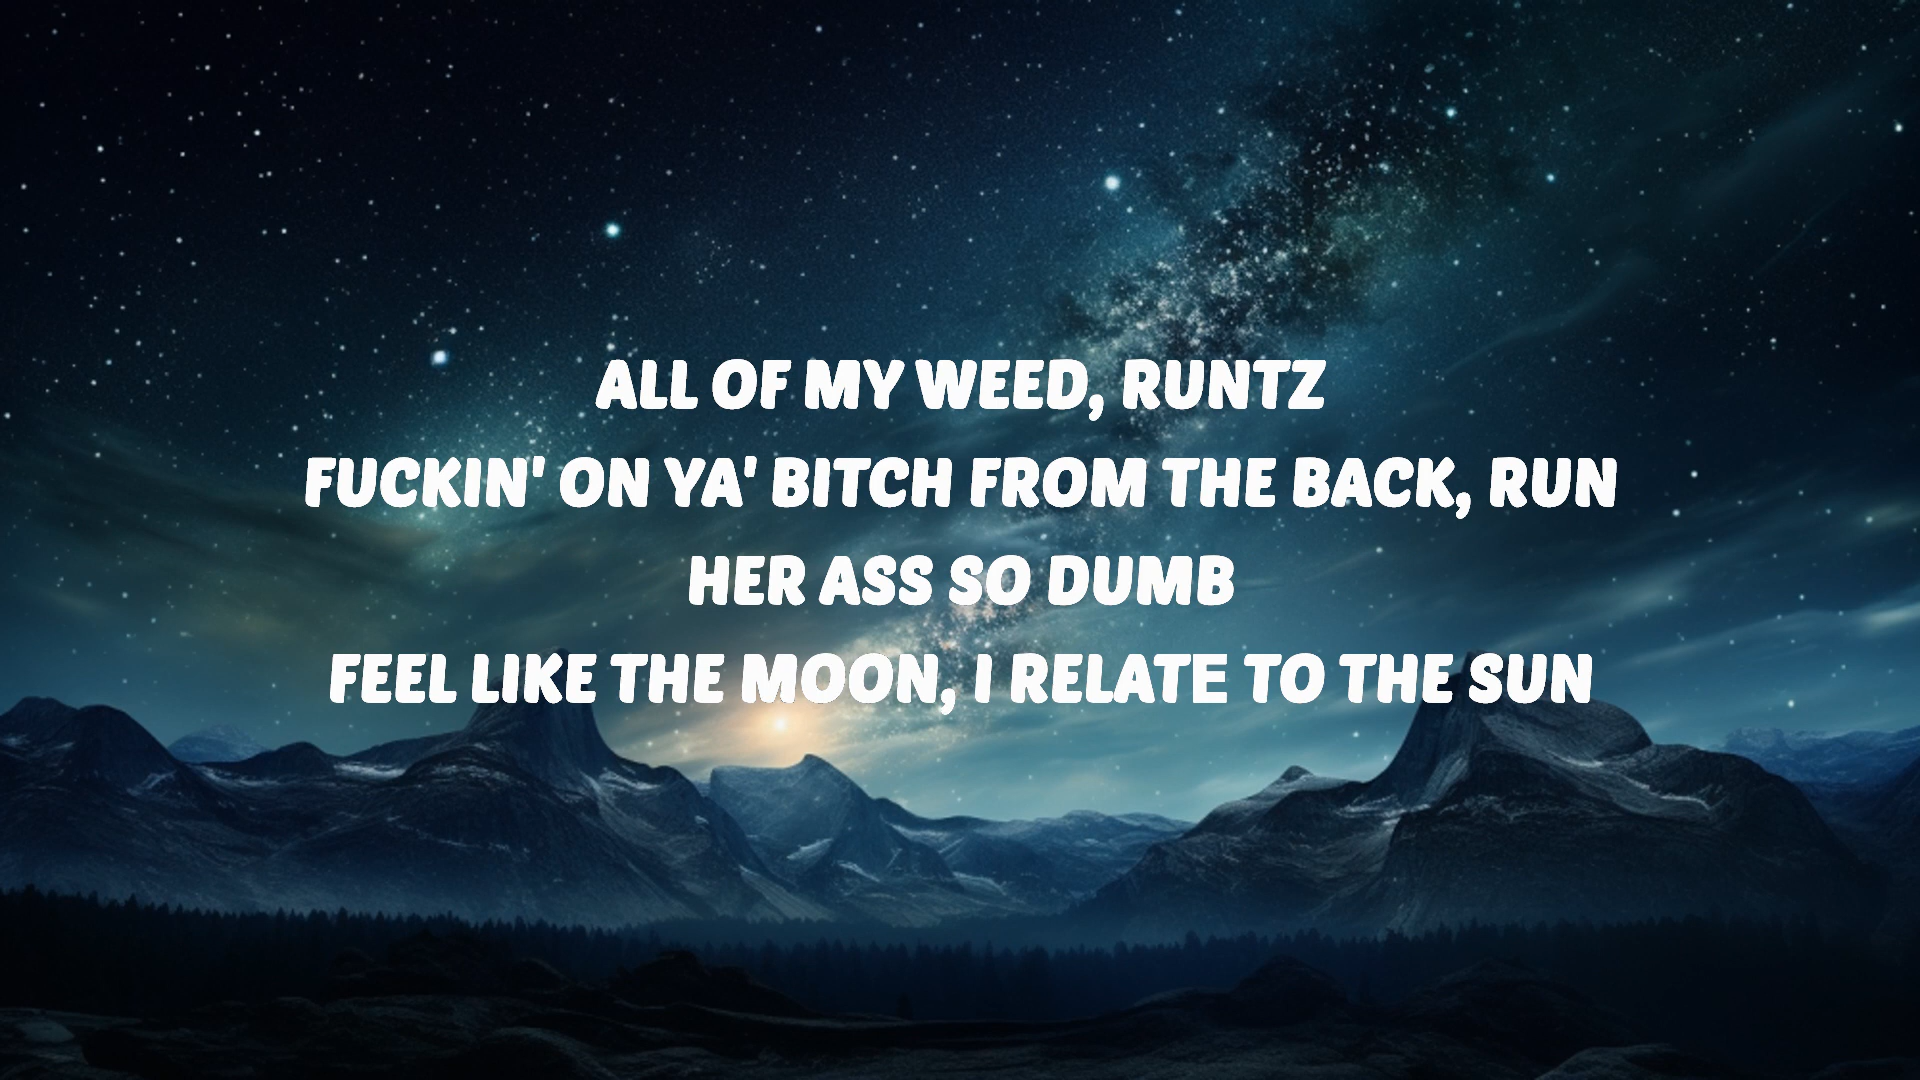 ALL OF MY WEED, RUNTZ
FUCKIN' ON YA' BITCH FROM THE BACK, RUN
HER ASS SO DUMB
FEEL LIKE THE MOON, I RELATE TO THE SUN